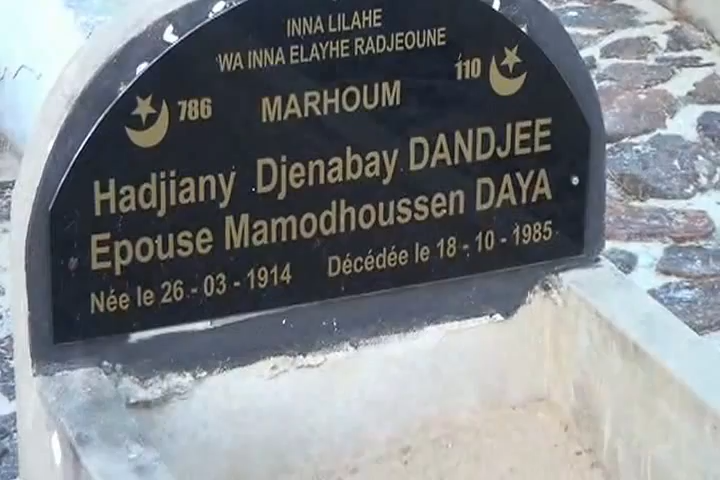 INNA LILAHE
WA INNA ELAYHE RADJEOUNE
786 MARHOUM 110
Hadjiany Djenabay DANDJEE
Epouse Mamodhoussen DAYA
Née le 26 - 03 - 1914 Décédée le 18 - 10 - 1985